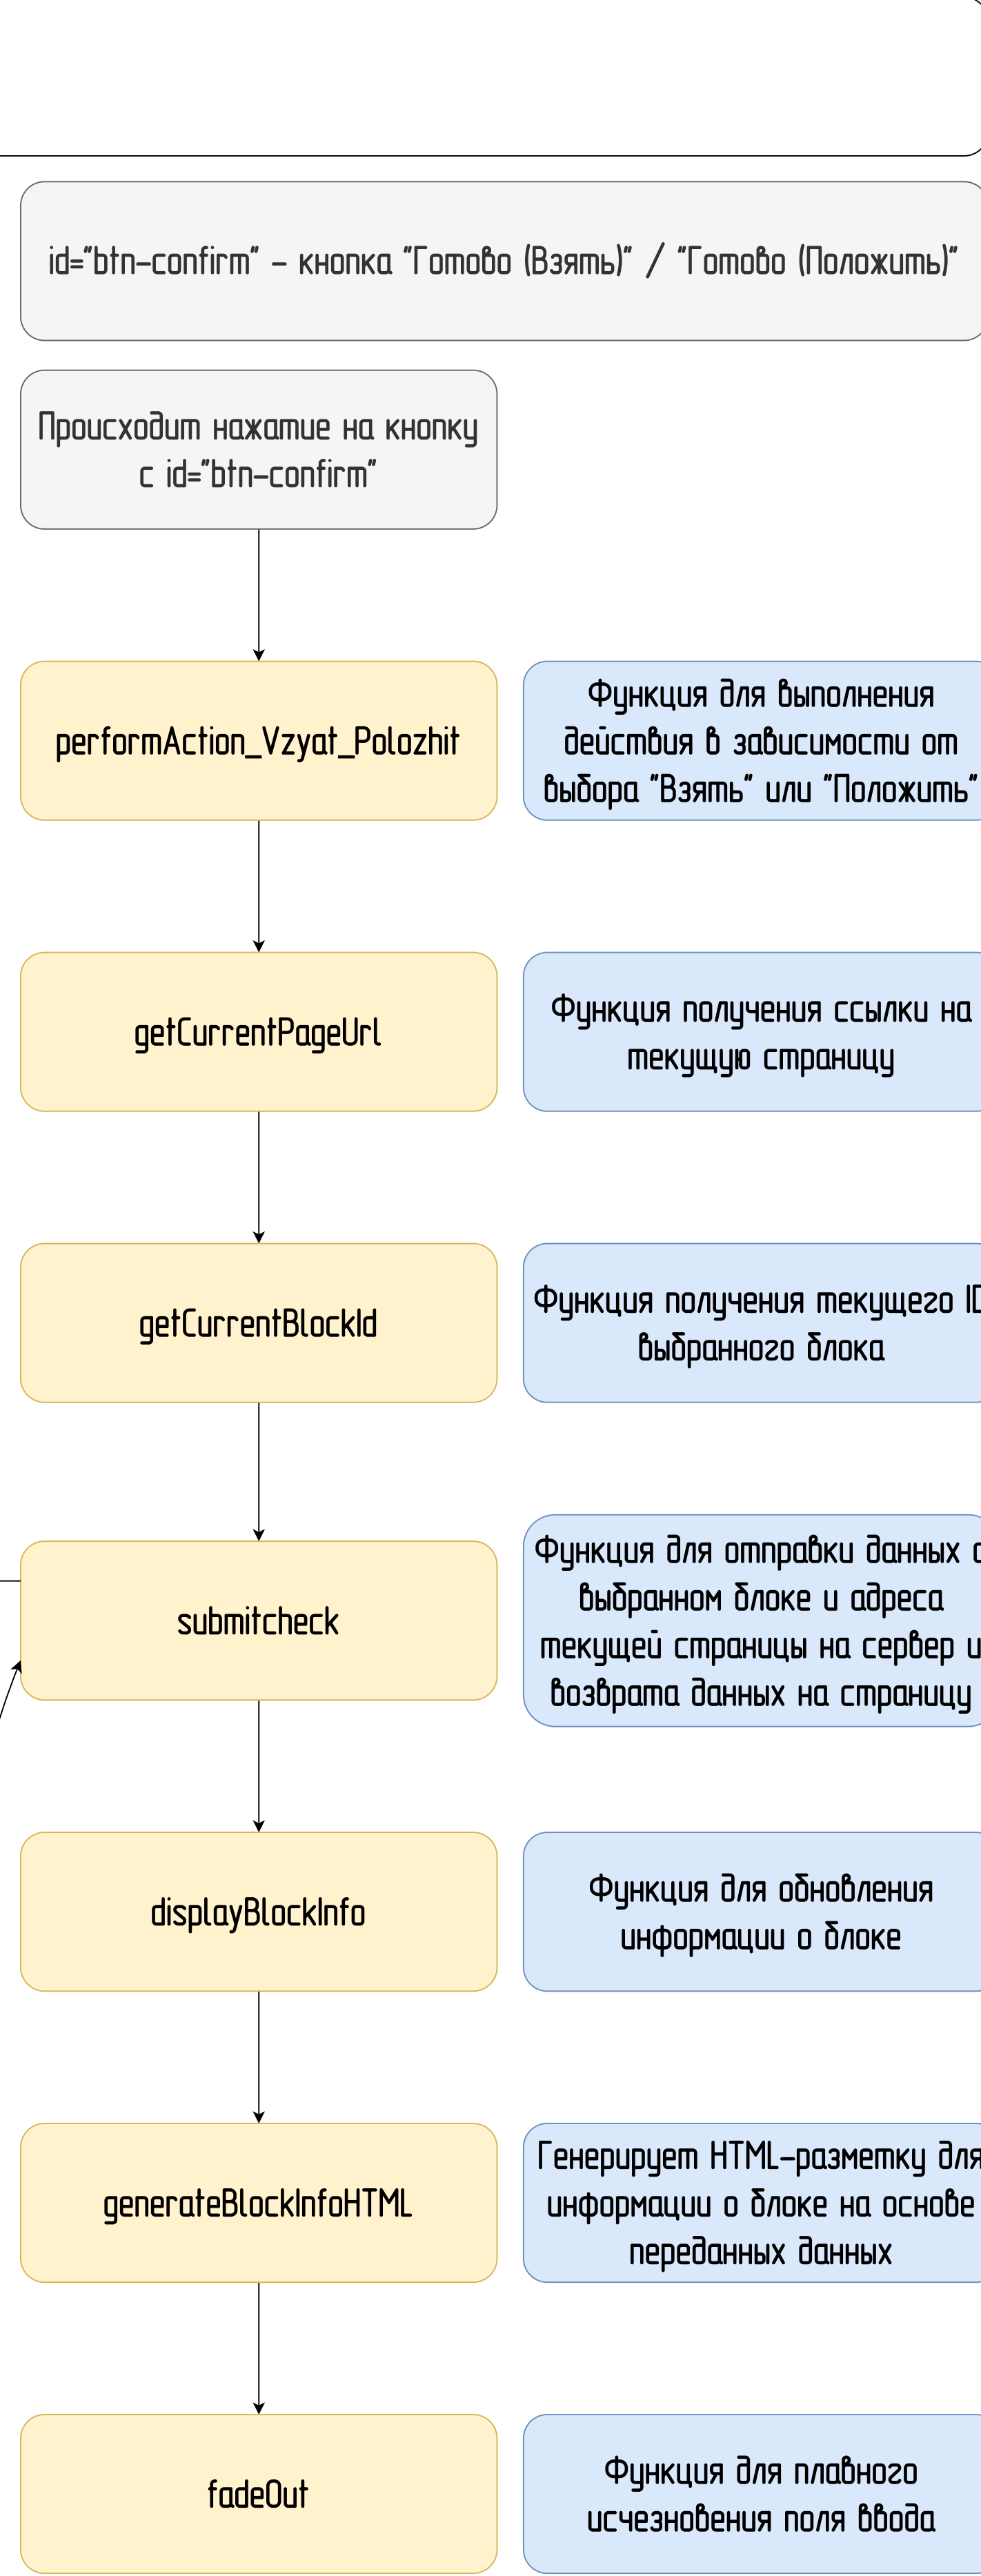 id="btn-confirm" - кнопка "Готово (Взять)" / "Готово (Положить)"
Происходит нажатие на кнопку
с id="btn-confirm"
performAction_Vzyat_Polozhit
Функция для выполнения
действия в зависимости от
выбора "Взять" или "Положить"
getCurrentPageUrl
Функция получения ссылки на
текущую страницу
getCurrentBlockId
Функция получения текущего ID
выбранного блока
submitcheck
Функция для отправки данных о
выбранном блоке и адреса
текущей страницы на сервер и
возврата данных на страницу
displayBlockInfo
Функция для обновления
информации о блоке
generateBlockInfoHTML
Генерирует HTML-разметку для
информации о блоке на основе
переданных данных
fadeOut
Функция для плавного
исчезновения поля ввода